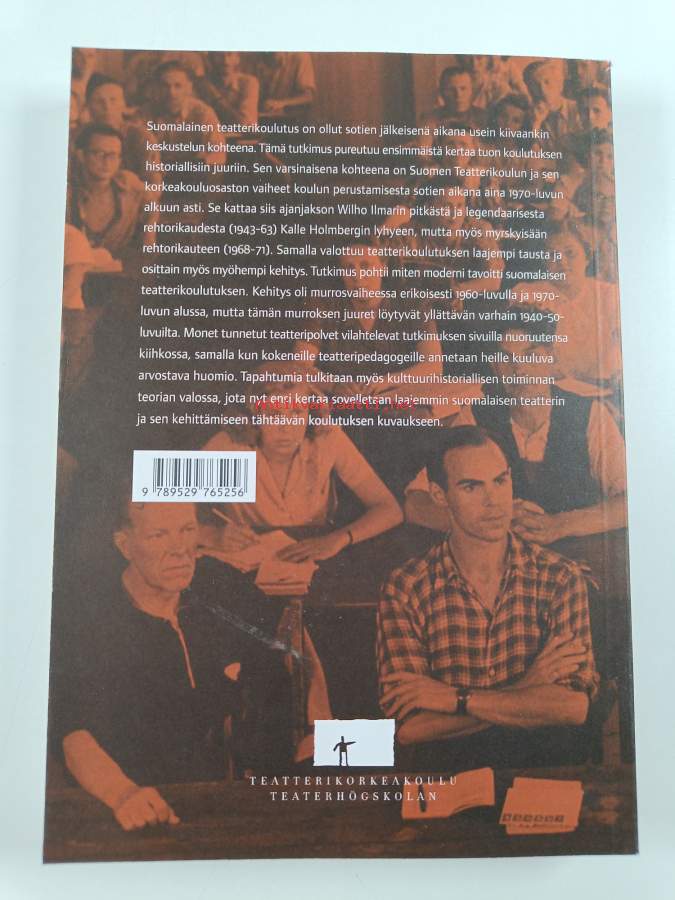 Suomalainen teatterikoulutus on ollut sotien jälkeisenä aikana usein kiivaankin
keskustelun kohteena. Tämä tutkimus pureutuu ensimmäistä kertaa tuon koulutuksen
historiallisiin juuriin. Sen varsinaisena kohteena on Suomen Teatterikoulun ja sen
korkeakouluosaston vaiheet koulun perustamisesta sotien aikana aina 1970-luvun
alkuun asti. Se kattaa siis ajanjakson Wilho Ilmarin pitkästä ja legendaarisesta
rehtorikaudesta (1943-63) Kalle Holmbergin lyhyeen, mutta myös myrskyisään
rehtorikauteen (1968-71). Samalla valottuu teatterikoulutuksen laajempi tausta ja
osittain myös myöhempi kehitys. Tutkimus pohtii miten moderni tavoitti suomalaisen
teatterikoulutuksen. Kehitys oli murrosvaiheessa erikoisesti 1960-luvulla ja 1970-
luvun alussa, mutta tämän murroksen juuret löytyvät yllättävän varhain 1940-50-
luvuilta. Monet tunnetut teatteripolvet vilahtelevat tutkimuksen sivuilla nuoruutensa
kiihkossa, samalla kun kokeneille teatteripedagogeille annetaan heille kuuluva
arvostava huomio. Tapahtumia tulkitaan myös kulttuurihistoriallisen toiminnan
teorian valossa, jota nyt ensi kertaa sovelletaan laajemmin suomalaisen teatterin
ja sen kehittämiseen tähtäävän koulutuksen kuvaukseen.
9 789529 765256
TEATTERIKORKEAKOULU
TEATERHÖGSKOLAN